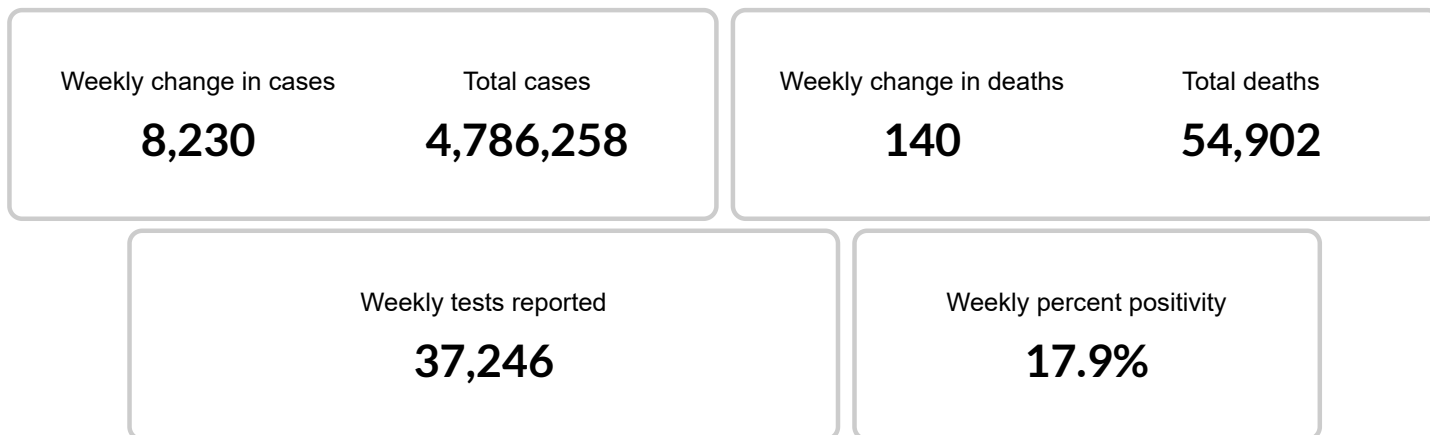 Weekly change in cases Total cases
8,230 4,786,258
Weekly change in deaths Total deaths
140 54,902
Weekly tests reported
37,246
Weekly percent positivity
17.9%